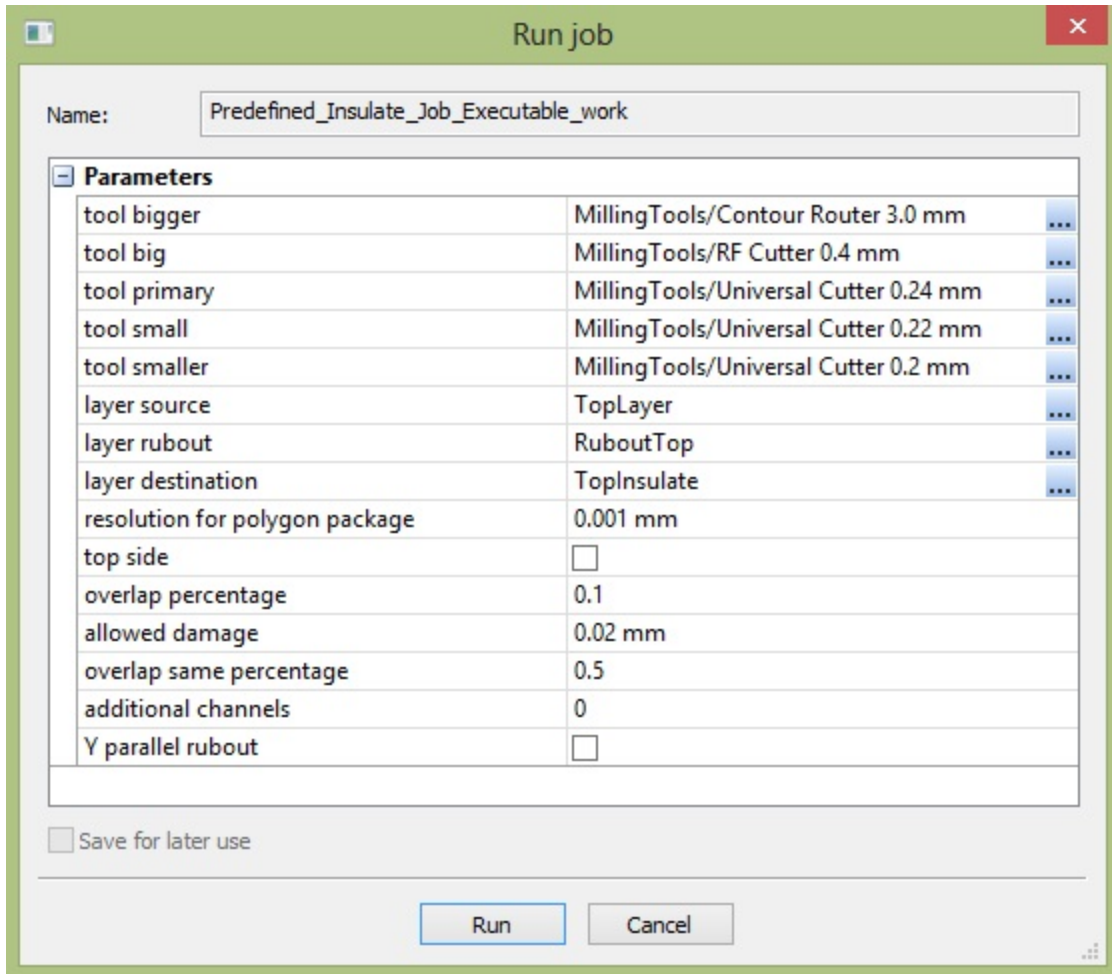 Run job
Name: Predefined_Insulate_Job_Executable_work
Parameters
tool bigger MillingTools/Contour Router 3.0 mm ...
tool big MillingTools/RF Cutter 0.4 mm ...
tool primary MillingTools/Universal Cutter 0.24 mm ...
tool small MillingTools/Universal Cutter 0.22 mm ...
tool smaller MillingTools/Universal Cutter 0.2 mm ...
layer source TopLayer ...
layer rubout RuboutTop ...
layer destination TopInsulate ...
resolution for polygon package 0.001 mm
top side
overlap percentage 0.1
allowed damage 0.02 mm
overlap same percentage 0.5
additional channels 0
Y parallel rubout
Save for later use
Run Cancel